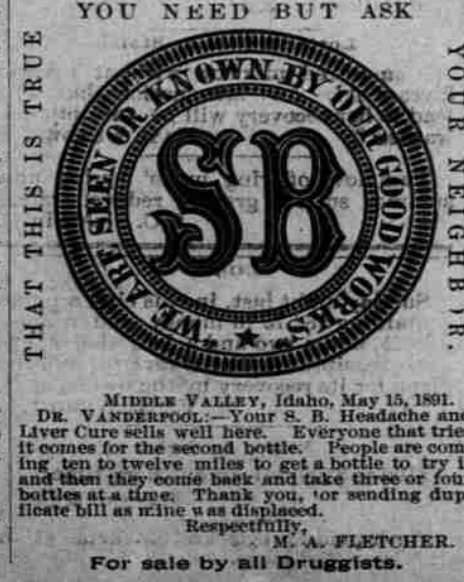 YOU NEED BUT ASK
THAT THIS IS TRUE
YOUR NEIGHBOR.
WE ARE SEEN OR KNOWN BY OUR GOOD WORKS
SB
MIDDLE VALLEY, Idaho, May 15, 1891.
DR. VANDERPOOL:—Your S. B. Headache and
Liver Cure sells well here. Everyone that trie
it comes for the second bottle. People are com
ing ten to twelve miles to get a bottle to try i
and then they come back and take three or fou
bottles at a time. Thank you, for sending dup
licate bill as mine was displaced.
Respectfully,
M. A. FLETCHER.
For sale by all Druggists.